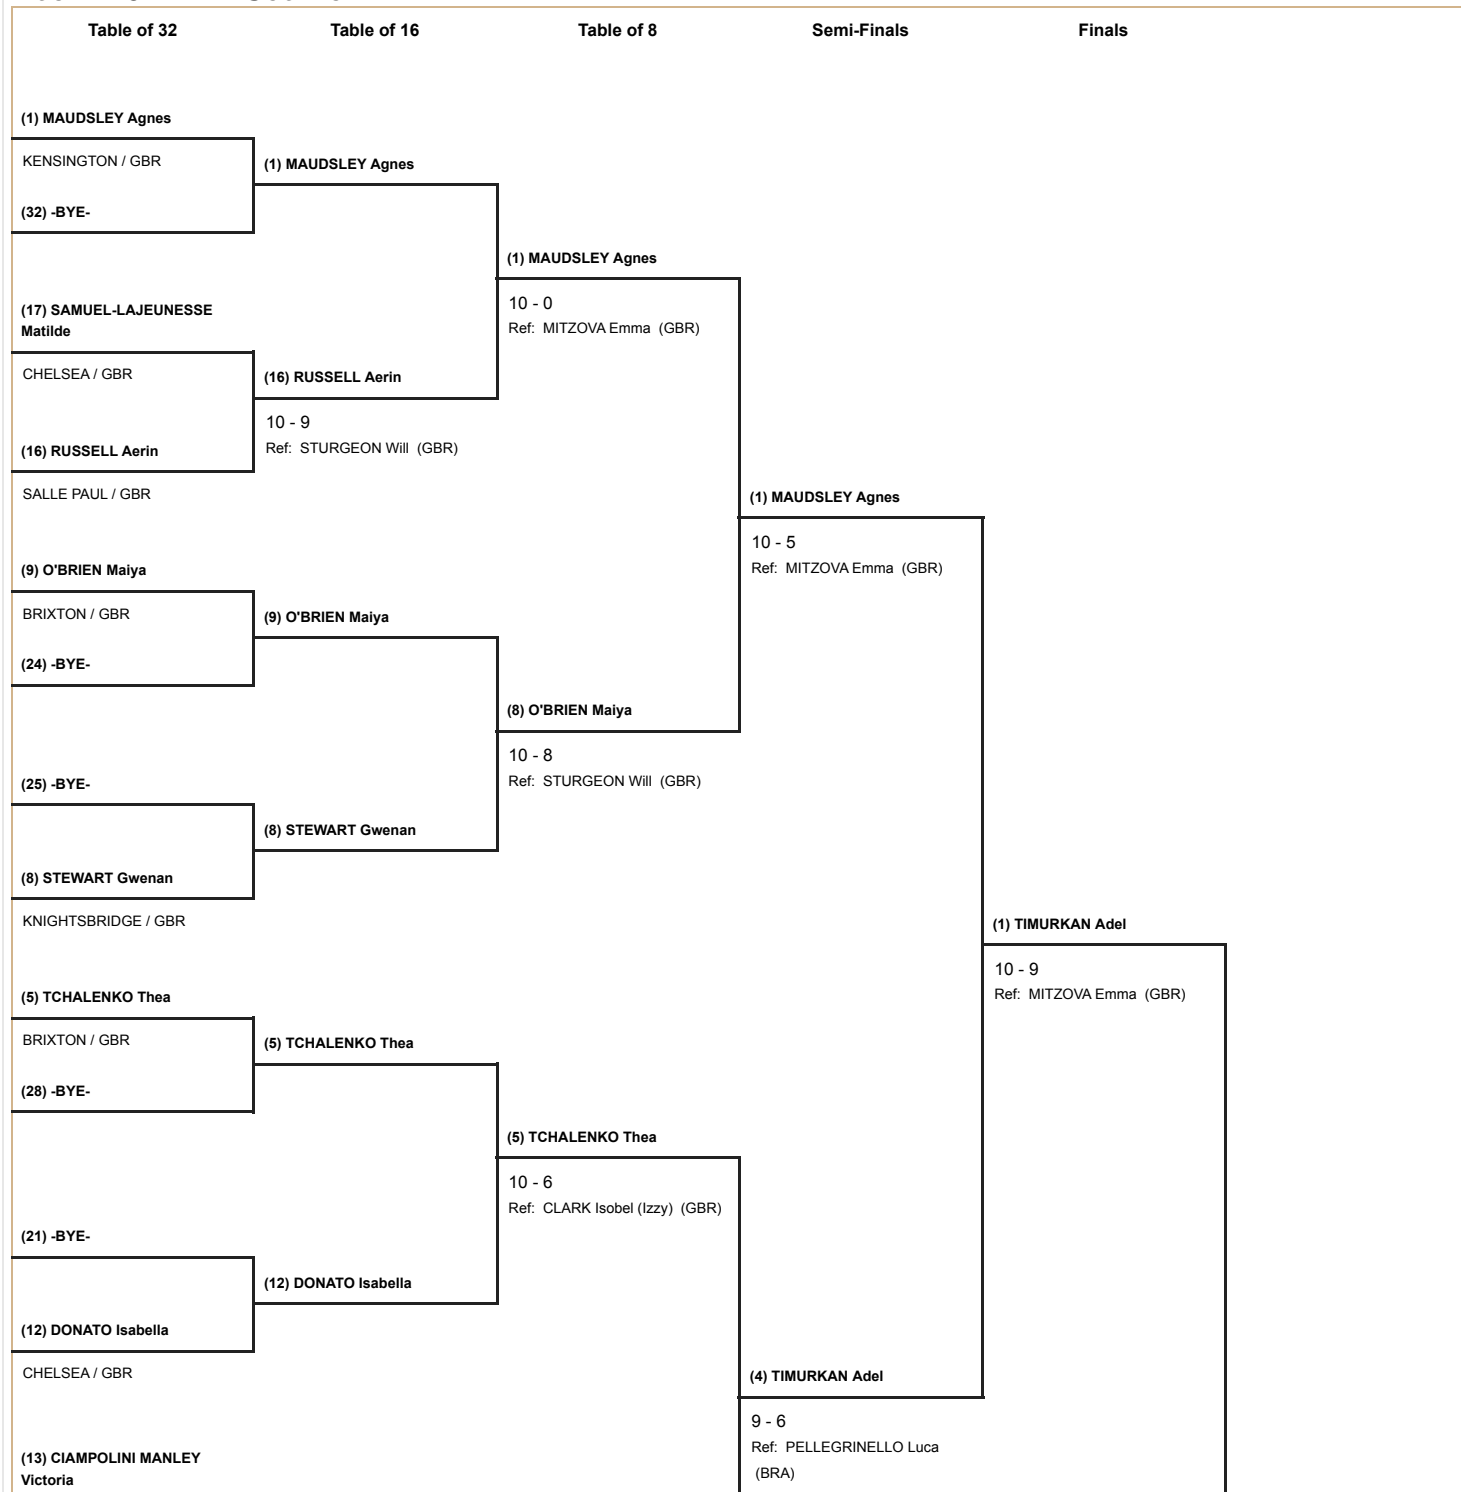 Table of 32 Table of 16 Table of 8 Semi-Finals Finals
(1) MAUDSLEY Agnes
KENSINGTON / GBR
(1) MAUDSLEY Agnes
(32) -BYE-
(1) MAUDSLEY Agnes
10 - 0
Ref: MITZOVA Emma (GBR)
(17) SAMUEL-LAJEUNESSE
Matilde
CHELSEA / GBR
(16) RUSSELL Aerin
10 - 9
Ref: STURGEON Will (GBR)
(16) RUSSELL Aerin
SALLE PAUL / GBR
(1) MAUDSLEY Agnes
10 - 5
Ref: MITZOVA Emma (GBR)
(9) O'BRIEN Maiya
BRIXTON / GBR
(9) O'BRIEN Maiya
(24) -BYE-
(8) O'BRIEN Maiya
10 - 8
Ref: STURGEON Will (GBR)
(25) -BYE-
(8) STEWART Gwenan
(8) STEWART Gwenan
KNIGHTSBRIDGE / GBR
(1) TIMURKAN Adel
10 - 9
Ref: MITZOVA Emma (GBR)
(5) TCHALENKO Thea
BRIXTON / GBR
(5) TCHALENKO Thea
(28) -BYE-
(5) TCHALENKO Thea
10 - 6
Ref: CLARK Isobel (Izzy) (GBR)
(21) -BYE-
(12) DONATO Isabella
(12) DONATO Isabella
CHELSEA / GBR
(4) TIMURKAN Adel
9 - 6
Ref: PELLEGRINELLO Luca
(BRA)
(13) CIAMPOLINI MANLEY
Victoria